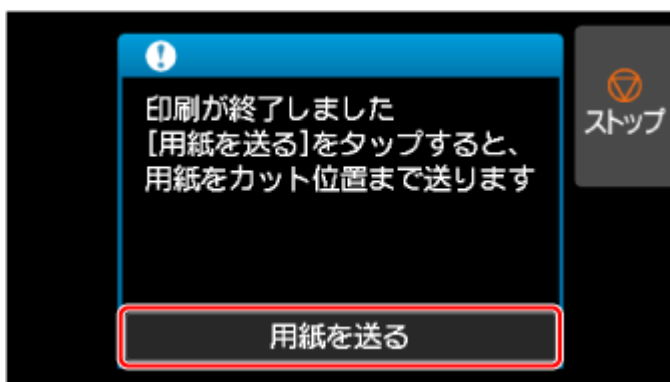 印刷が終了しました
[用紙を送る]をタップすると、
用紙をカット位置まで送ります
用紙を送る
ストップ